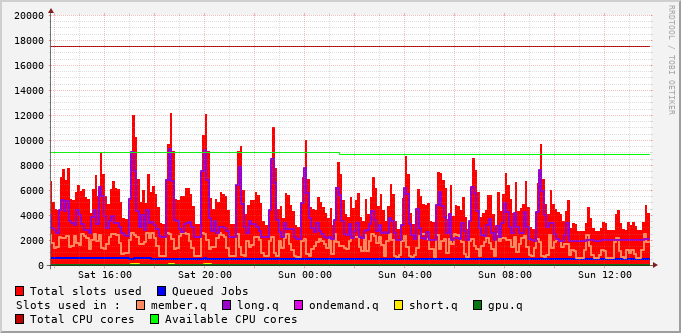 20000
18000
16000
14000
12000
10000
8000
6000
4000
2000
0
Sat 16:00 Sat 20:00 Sun 00:00 Sun 04:00 Sun 08:00 Sun 12:00
Total slots used Queued Jobs
Slots used in : member.q long.q ondemand.q short.q gpu.q
Total CPU cores Available CPU cores
RRDTOOL / TOBI OETIKER